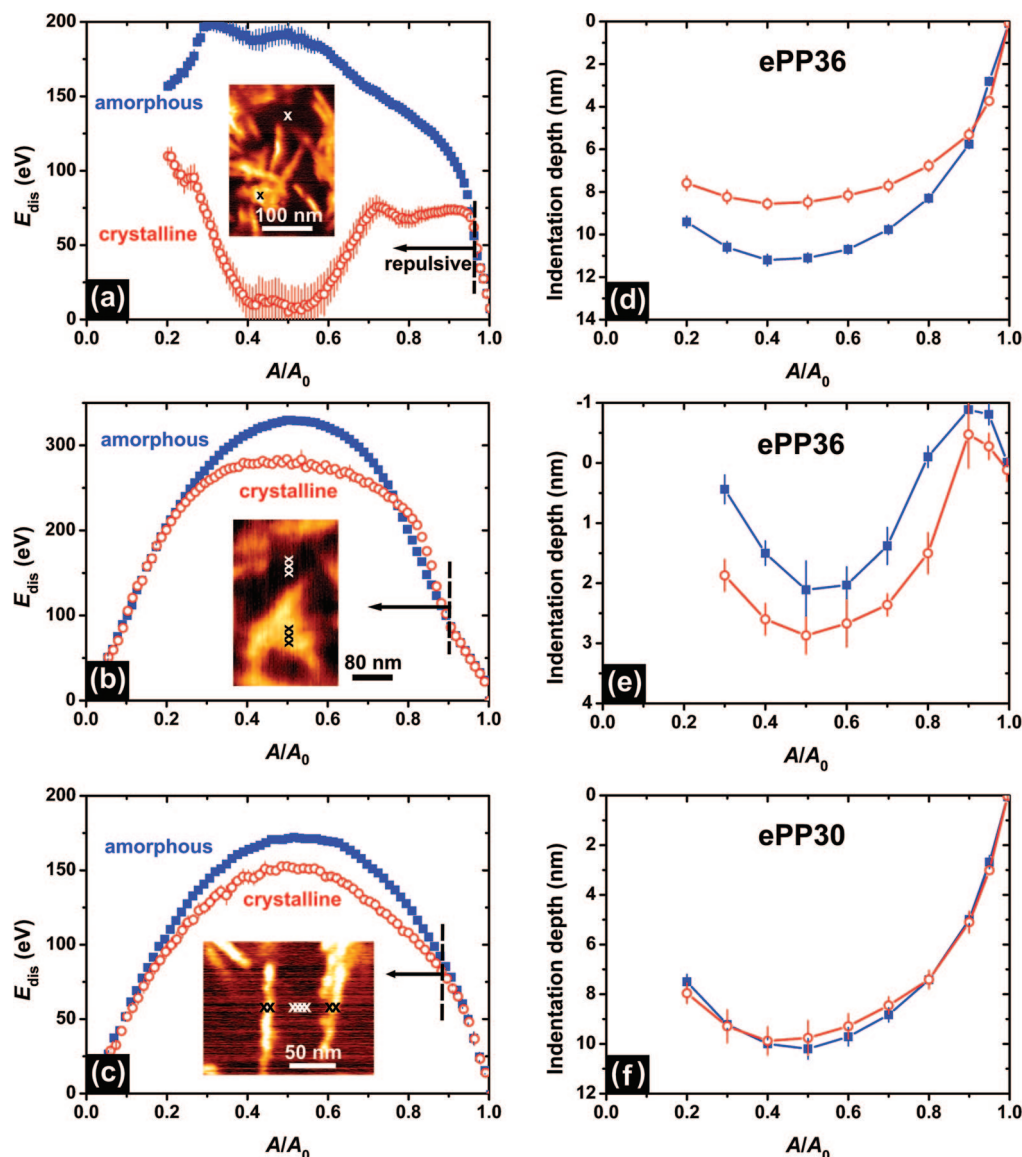 200
150
100
50
0
E_dis (eV)
amorphous
crystalline
x
x
100 nm
repulsive
(a)
0.0 0.2 0.4 0.6 0.8 1.0
A/A_0
0
2
4
6
8
10
12
14
Indentation depth (nm)
ePP36
(d)
0.0 0.2 0.4 0.6 0.8 1.0
A/A_0
300
200
100
0
E_dis (eV)
amorphous
crystalline
xxx
xxx
80 nm
(b)
0.0 0.2 0.4 0.6 0.8 1.0
A/A_0
-1
0
1
2
3
4
Indentation depth (nm)
ePP36
(e)
0.0 0.2 0.4 0.6 0.8 1.0
A/A_0
200
150
100
50
0
E_dis (eV)
amorphous
crystalline
xx xxxx xx
50 nm
(c)
0.0 0.2 0.4 0.6 0.8 1.0
A/A_0
0
2
4
6
8
10
12
Indentation depth (nm)
ePP30
(f)
0.0 0.2 0.4 0.6 0.8 1.0
A/A_0